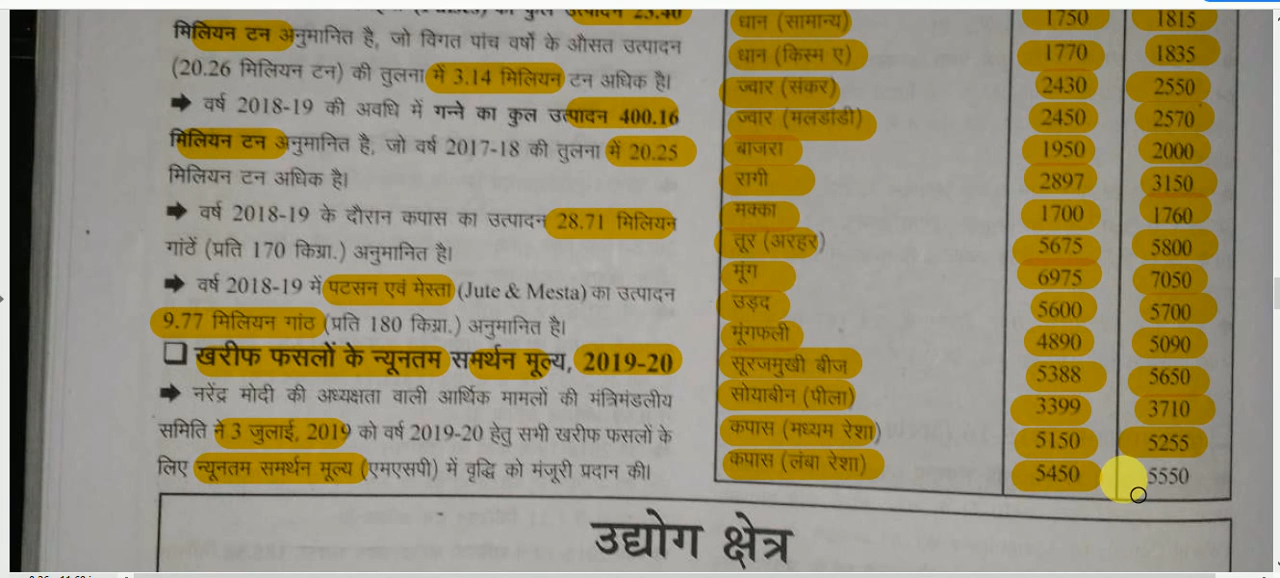 का कुल उत्पादन 23.40
मिलियन टन अनुमानित है, जो विगत पांच वर्षों के औसत उत्पादन
(20.26 मिलियन टन) की तुलना में 3.14 मिलियन टन अधिक है।
➡ वर्ष 2018-19 की अवधि में गन्ने का कुल उत्पादन 400.16
मिलियन टन अनुमानित है, जो वर्ष 2017-18 की तुलना में 20.25
मिलियन टन अधिक है।
➡ वर्ष 2018-19 के दौरान कपास का उत्पादन 28.71 मिलियन
गांठें (प्रति 170 किग्रा.) अनुमानित है।
➡ वर्ष 2018-19 में पटसन एवं मेस्ता (Jute & Mesta) का उत्पादन
9.77 मिलियन गांठ (प्रति 180 किग्रा.) अनुमानित है।
❑ खरीफ फसलों के न्यूनतम समर्थन मूल्य, 2019-20
➡ नरेंद्र मोदी की अध्यक्षता वाली आर्थिक मामलों की मंत्रिमंडलीय
समिति ने 3 जुलाई, 2019 को वर्ष 2019-20 हेतु सभी खरीफ फसलों के
लिए न्यूनतम समर्थन मूल्य (एमएसपी) में वृद्धि को मंजूरी प्रदान की।
धान (सामान्य) 1750 1815
धान (किस्म ए) 1770 1835
ज्वार (संकर) 2430 2550
ज्वार (मलडांडी) 2450 2570
बाजरा 1950 2000
रागी 2897 3150
मक्का 1700 1760
तूर (अरहर) 5675 5800
मूंग 6975 7050
उड़द 5600 5700
मूंगफली 4890 5090
सूरजमुखी बीज 5388 5650
सोयाबीन (पीला) 3399 3710
कपास (मध्यम रेशा) 5150 5255
कपास (लंबा रेशा) 5450 5550
उद्योग क्षेत्र